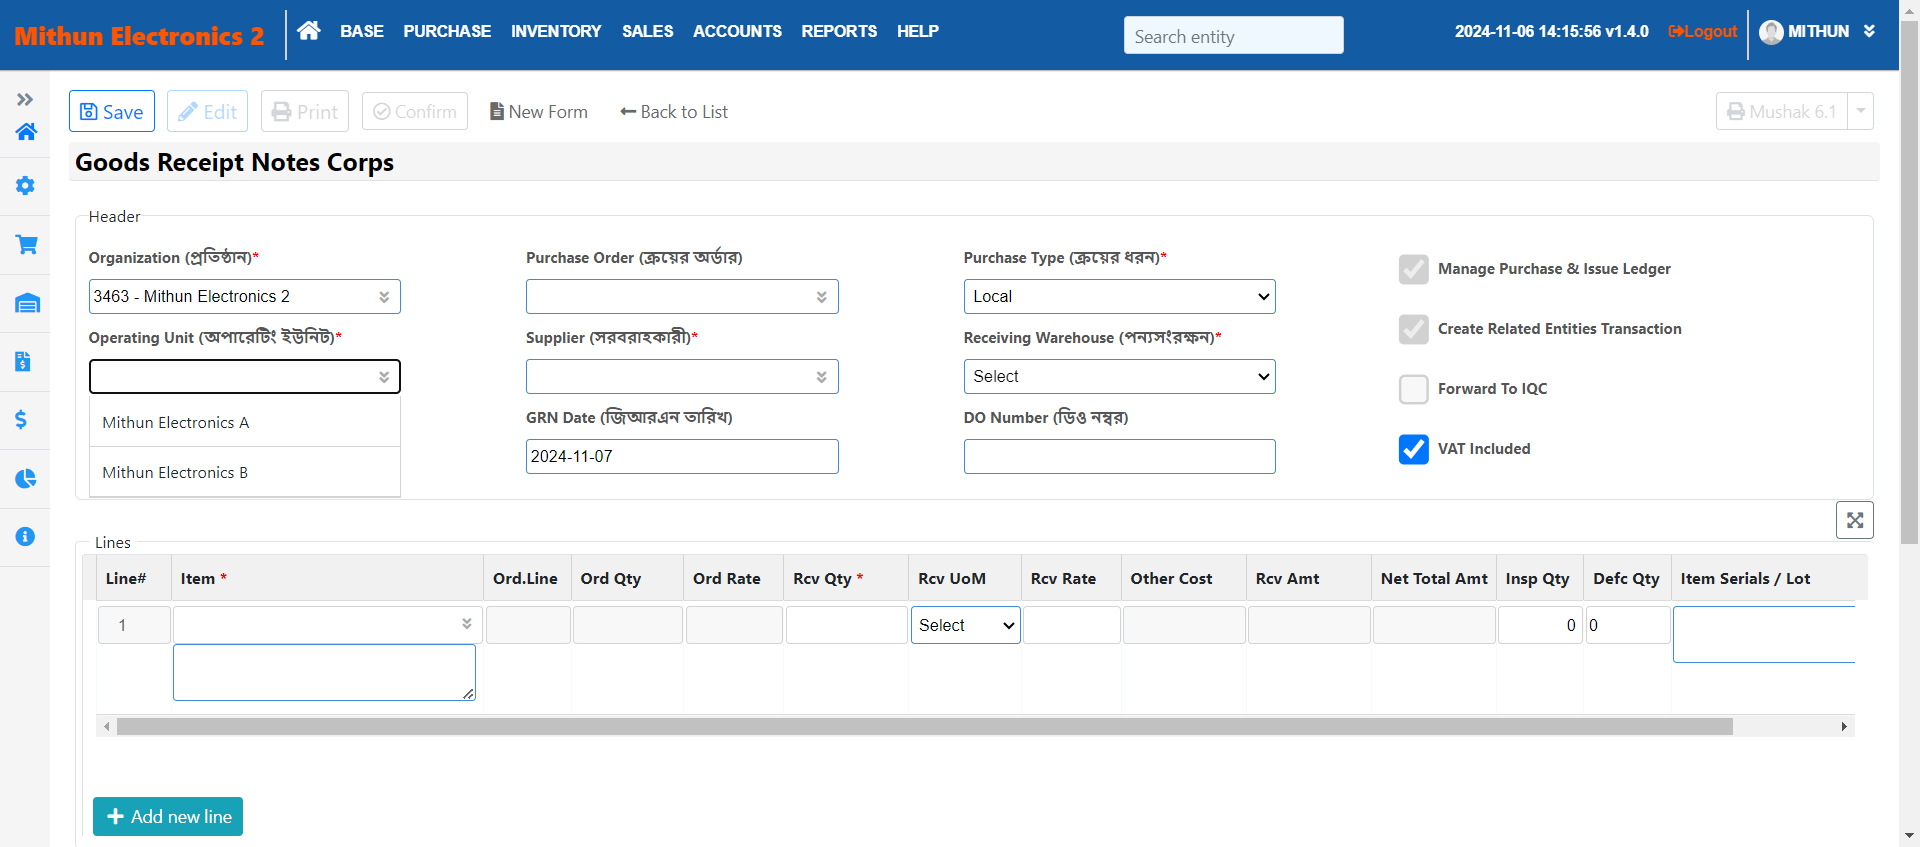 Mithun Electronics 2 BASE PURCHASE INVENTORY SALES ACCOUNTS REPORTS HELP Search entity 2024-11-06 14:15:56 v1.4.0 Logout MITHUN
Save Edit Print Confirm New Form Back to List Mushak 6.1
Goods Receipt Notes Corps
Header
Organization (প্রতিষ্ঠান)* Purchase Order (ক্রয়ের অর্ডার) Purchase Type (ক্রয়ের ধরন)* Manage Purchase & Issue Ledger
3463 - Mithun Electronics 2 Local
Operating Unit (অপারেটিং ইউনিট)* Supplier (সরবরাহকারী)* Receiving Warehouse (পন্যসংরক্ষন)* Create Related Entities Transaction
Select
Forward To IQC
Mithun Electronics A GRN Date (জিআরএন তারিখ) DO Number (ডিও নম্বর)
VAT Included
2024-11-07
Mithun Electronics B
Lines
Line# Item * Ord.Line Ord Qty Ord Rate Rcv Qty * Rcv UoM Rcv Rate Other Cost Rcv Amt Net Total Amt Insp Qty Defc Qty Item Serials / Lot
1 Select 0 0
Add new line